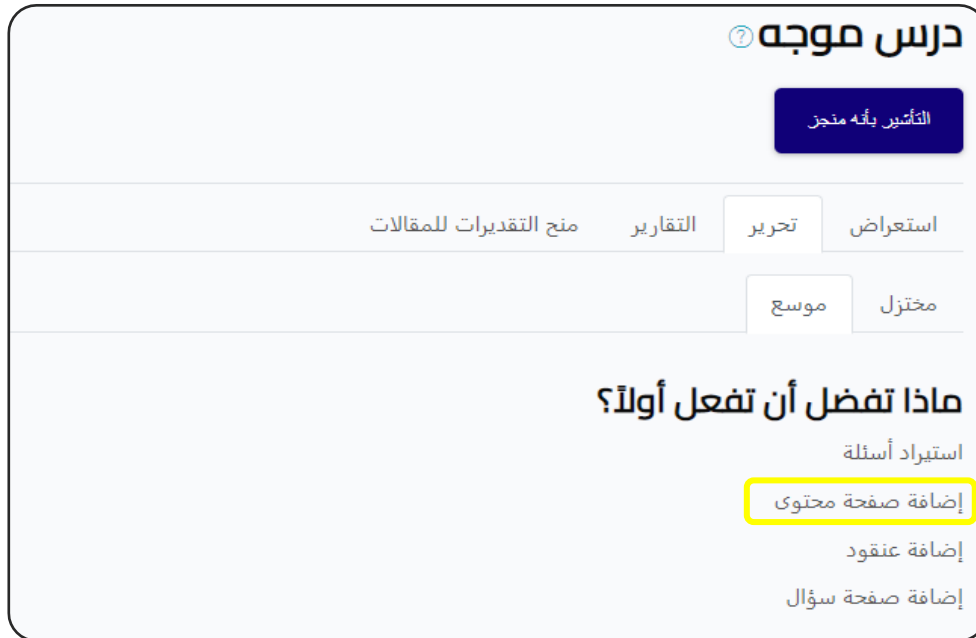 درس موجه ?
التأشير بأنه منجز
استعراض تحرير التقارير منح التقديرات للمقالات
مختزل موسع
ماذا تفضل أن تفعل أولاً؟
استيراد أسئلة
إضافة صفحة محتوى
إضافة عنقود
إضافة صفحة سؤال